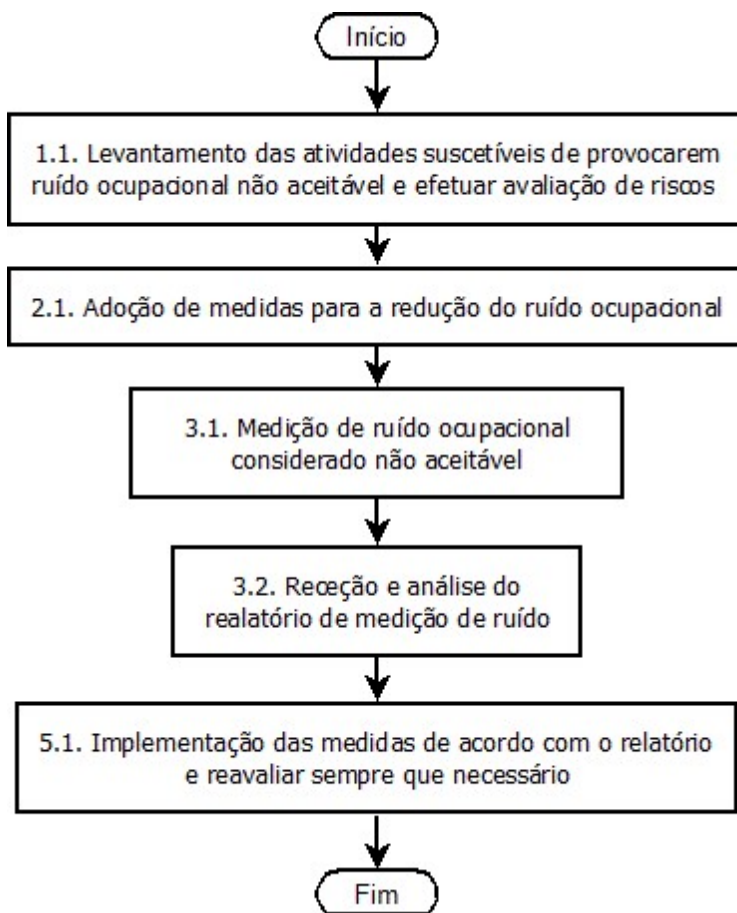 Início
1.1. Levantamento das atividades suscetíveis de provocarem
ruído ocupacional não aceitável e efetuar avaliação de riscos
2.1. Adoção de medidas para a redução do ruído ocupacional
3.1. Medição de ruído ocupacional
considerado não aceitável
3.2. Receção e análise do
realatório de medição de ruído
5.1. Implementação das medidas de acordo com o relatório
e reavaliar sempre que necessário
Fim